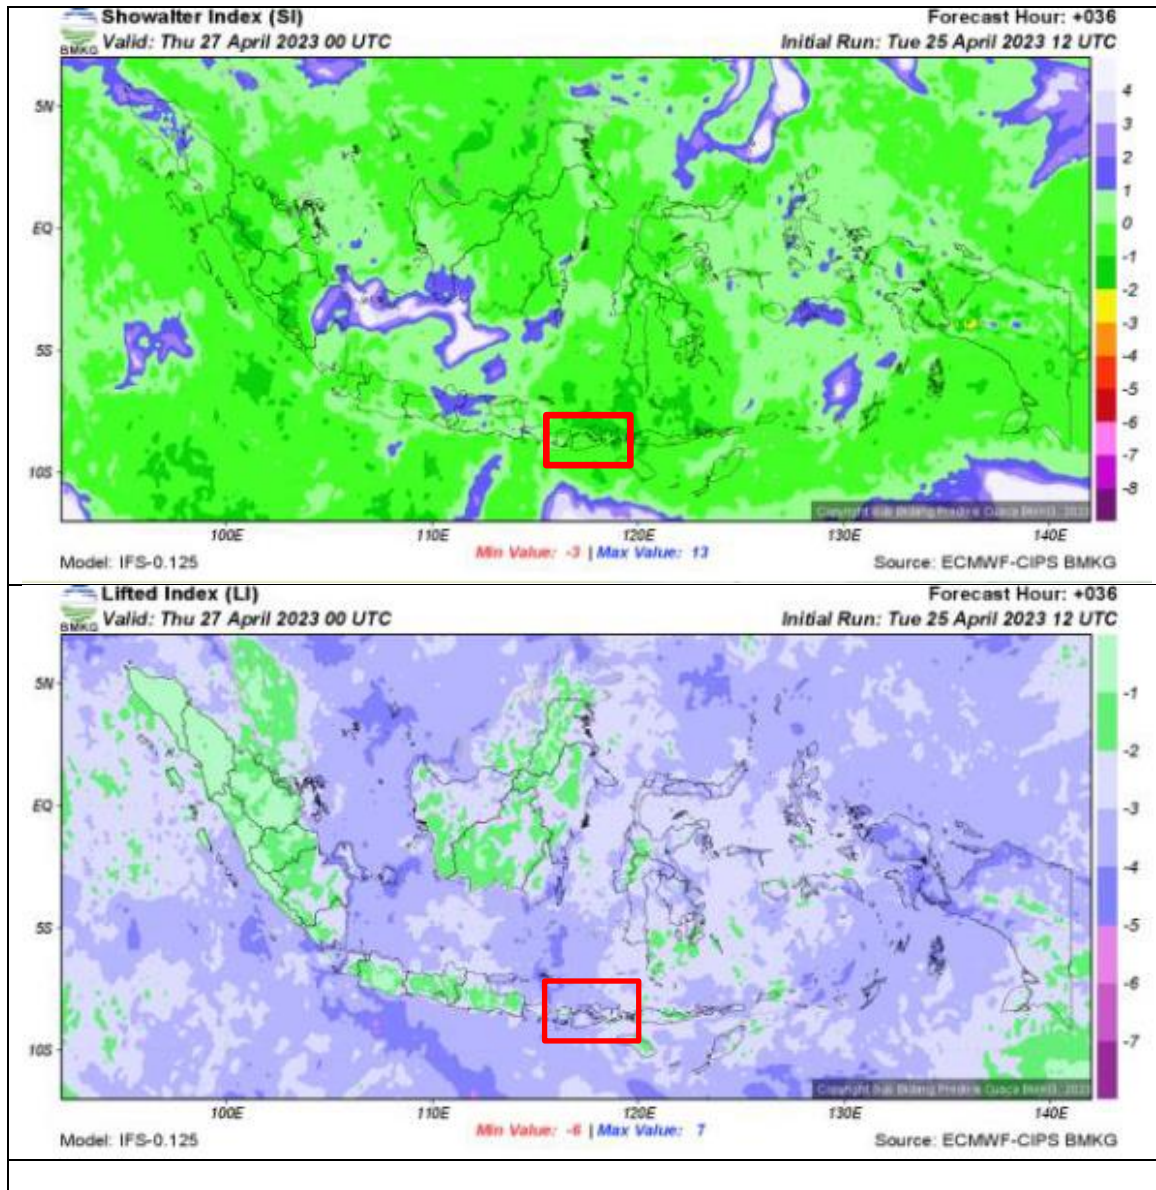 Showalter Index (SI)
Forecast Hour: +036
BMKG
Valid: Thu 27 April 2023 00 UTC
Initial Run: Tue 25 April 2023 12 UTC
5N
EQ
5S
10S
4
3
2
1
0
-1
-2
-3
-4
-5
-6
-7
-8
100E
110E
120E
130E
140E
Model: IFS-0.125
Min Value: -3 | Max Value: 13
Source: ECMWF-CIPS BMKG
Lifted Index (LI)
Forecast Hour: +036
BMKG
Valid: Thu 27 April 2023 00 UTC
Initial Run: Tue 25 April 2023 12 UTC
5N
EQ
5S
10S
-1
-2
-3
-4
-5
-6
-7
100E
110E
120E
130E
140E
Model: IFS-0.125
Min Value: -6 | Max Value: 7
Source: ECMWF-CIPS BMKG